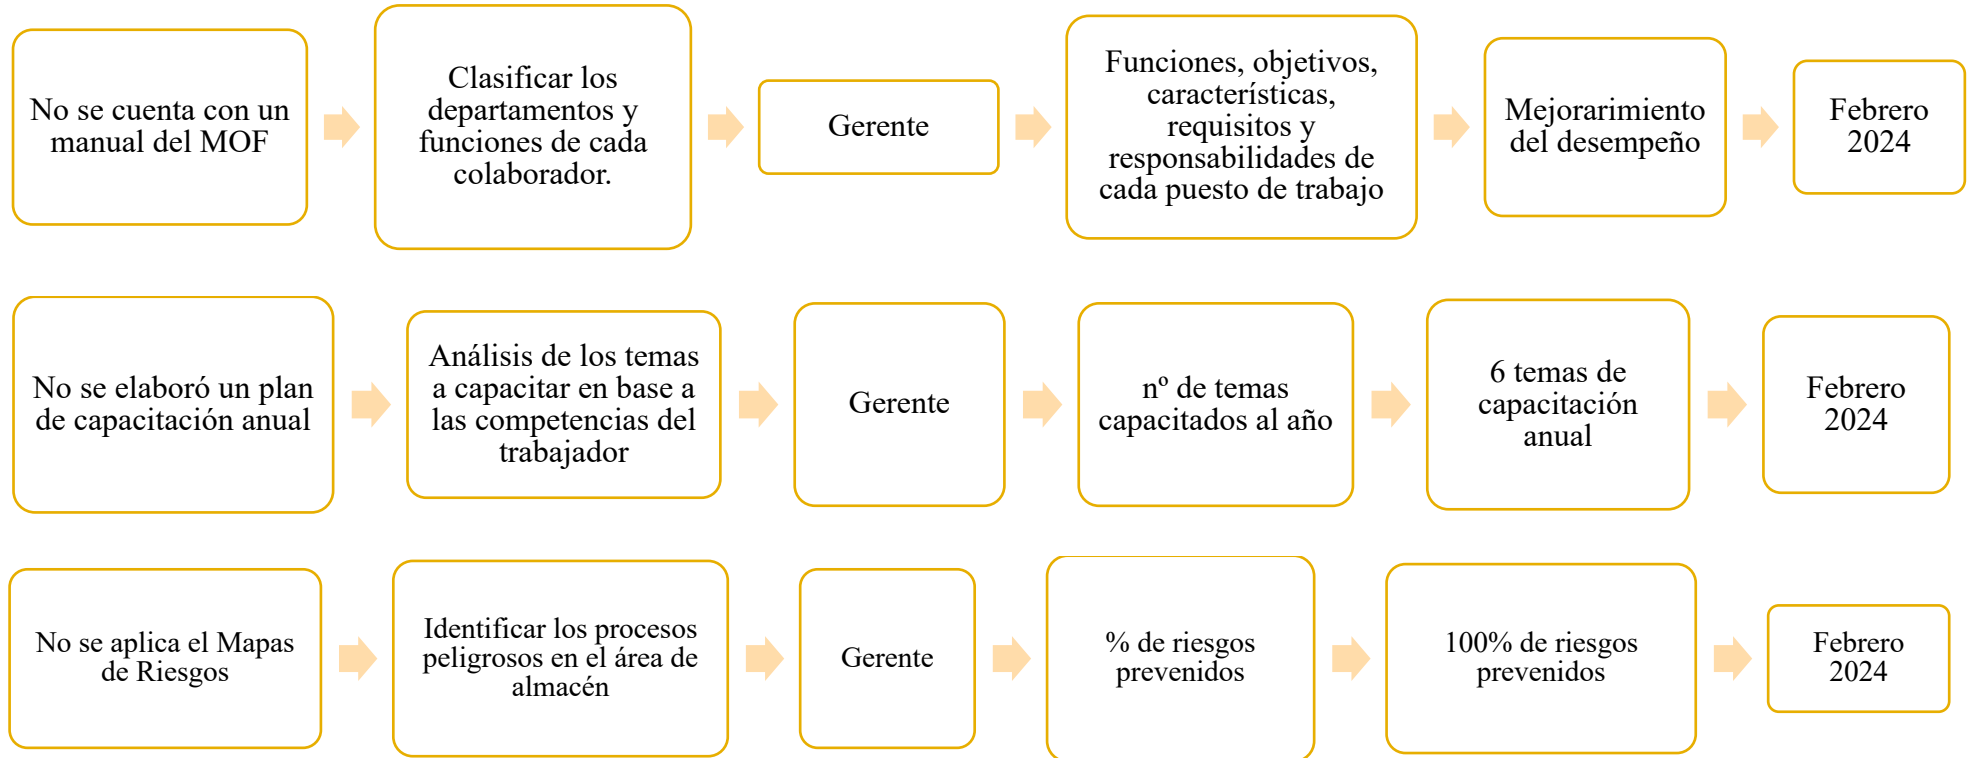 No se cuenta con un
manual del MOF
Clasificar los
departamentos y
funciones de cada
colaborador.
Gerente
Funciones, objetivos,
características,
requisitos y
responsabilidades de
cada puesto de trabajo
Mejorarimiento
del desempeño
Febrero
2024
No se elaboró un plan
de capacitación anual
Análisis de los temas
a capacitar en base a
las competencias del
trabajador
Gerente
nº de temas
capacitados al año
6 temas de
capacitación
anual
Febrero
2024
No se aplica el Mapas
de Riesgos
Identificar los procesos
peligrosos en el área de
almacén
Gerente
% de riesgos
prevenidos
100% de riesgos
prevenidos
Febrero
2024